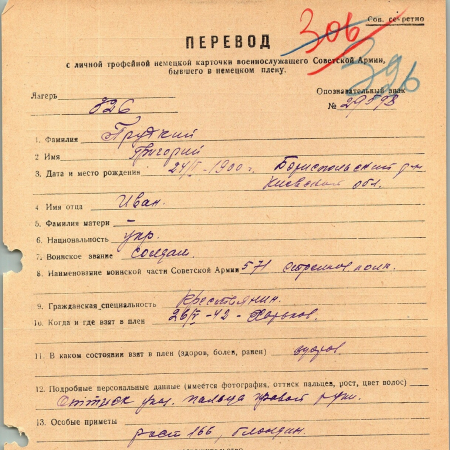 306
Сов. секретно
396
ПЕРЕВОД
с личной трофейной немецкой карточки военнослужащего Советской Армии,
бывшего в немецком плену.
Лагерь 326
Опознавательный знак
№ 29898
1. Фамилия Пруткий
2 Имя Григорий
3. Дата и место рождения 24/II-1900 г. Бориспольский р-н
Киевской обл.
4. Имя отца Иван.
5. Фамилия матери —
6. Национальность укр.
7. Воинское звание солдат.
8. Наименование воинской части Советской Армии 571 стрелков полк.
9. Гражданская специальность Крестьянин.
10. Когда и где взят в плен 26/V-42 - Харьков.
11. В каком состоянии взят в плен (здоров, болен, ранен) здоров
12. Подробные персональные данные (имеется фотография, оттиск пальцев, рост, цвет волос)
Оттиск указ. пальца правой руки.
13. Особые приметы
рост 166, блондин.